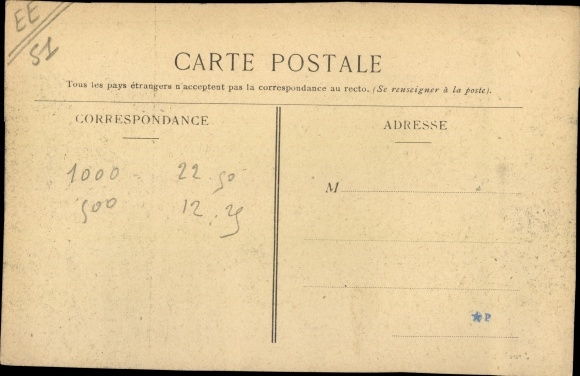 EE
51
CARTE POSTALE
Tous les pays étrangers n'acceptent pas la correspondance au recto. (Se renseigner à la poste).
CORRESPONDANCE
ADRESSE
1000 - 22.50
500 12.25
M
*P